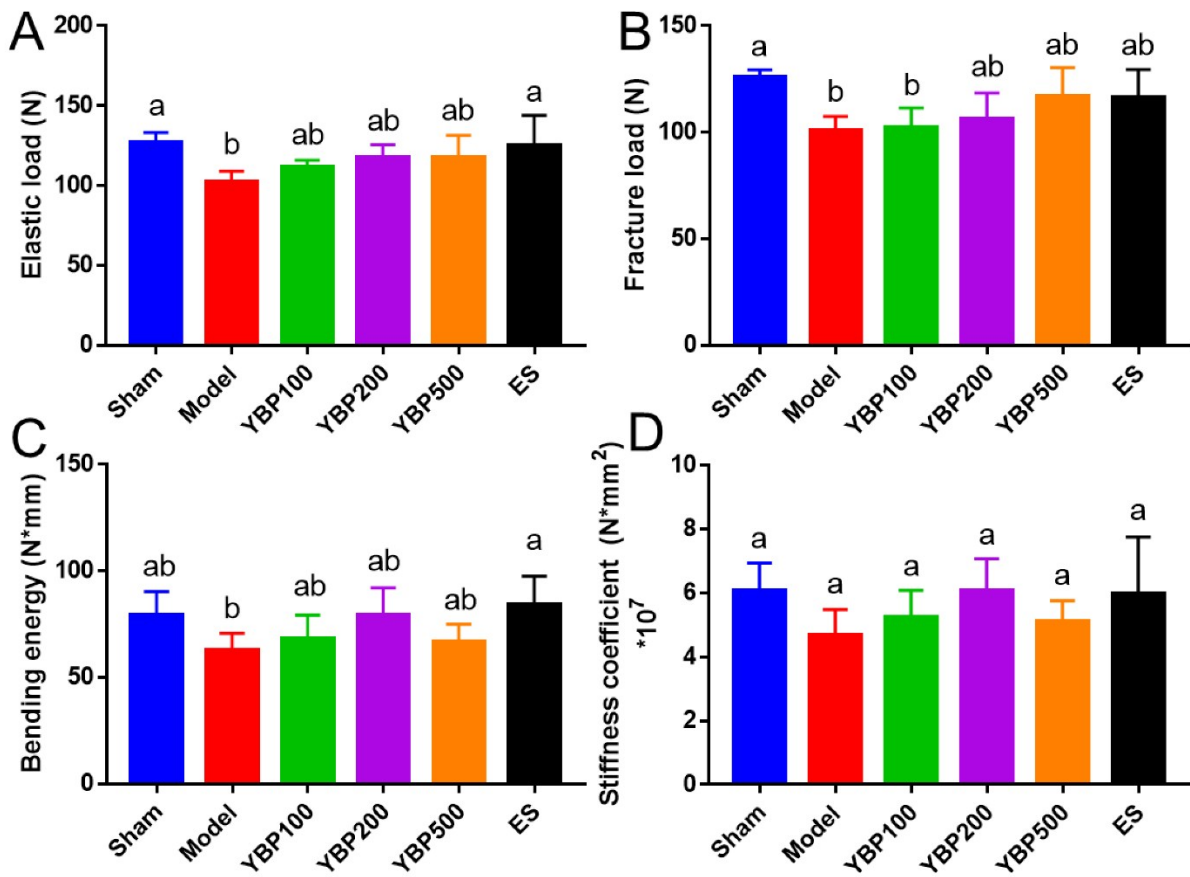 A
Elastic load (N)
200
150
100
50
0
a
b
ab
ab
ab
a
Sham
Model
YBP100
YBP200
YBP500
ES
B
Fracture load (N)
150
100
50
0
a
b
b
ab
ab
ab
Sham
Model
YBP100
YBP200
YBP500
ES
C
Bending energy (N*mm)
150
100
50
0
ab
b
ab
ab
ab
a
Sham
Model
YBP100
YBP200
YBP500
ES
D
Stiffness coefficient (N*mm²)
*10⁷
10
8
6
4
2
0
a
a
a
a
a
a
Sham
Model
YBP100
YBP200
YBP500
ES